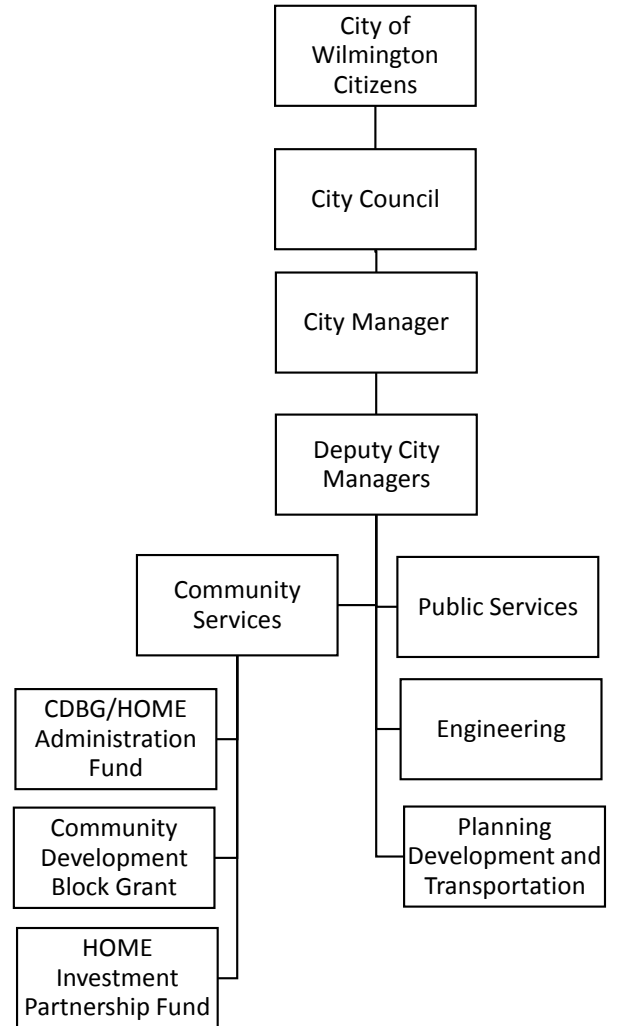 City of
Wilmington
Citizens
City Council
City Manager
Deputy City
Managers
Community
Services
Public Services
CDBG/HOME
Administration
Fund
Engineering
Community
Development
Block Grant
Planning
Development and
Transportation
HOME
Investment
Partnership Fund